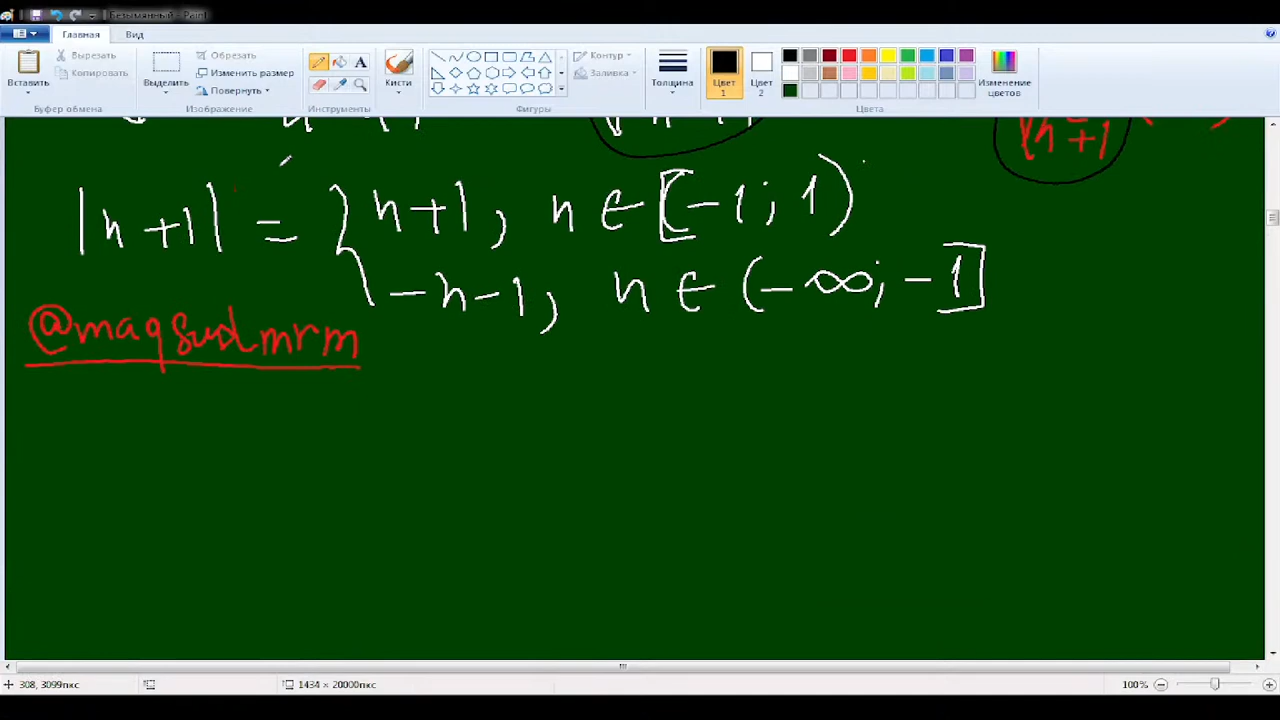 Безымянный - Paint
Главная Вид
Вставить
Вырезать
Копировать
Буфер обмена
Выделить
Обрезать
Изменить размер
Повернуть
Изображение
A
Инструменты
Кисти
Контур
Заливка
Фигуры
Толщина
Цвет 1
Цвет 2
Изменение цветов
Цвета
|n+1| = { n+1, n ∈ [-1; 1)
-n-1, n ∈ (-∞; -1]
@maqsudmrm
308, 3099пкс
1434 × 20000пкс
100%